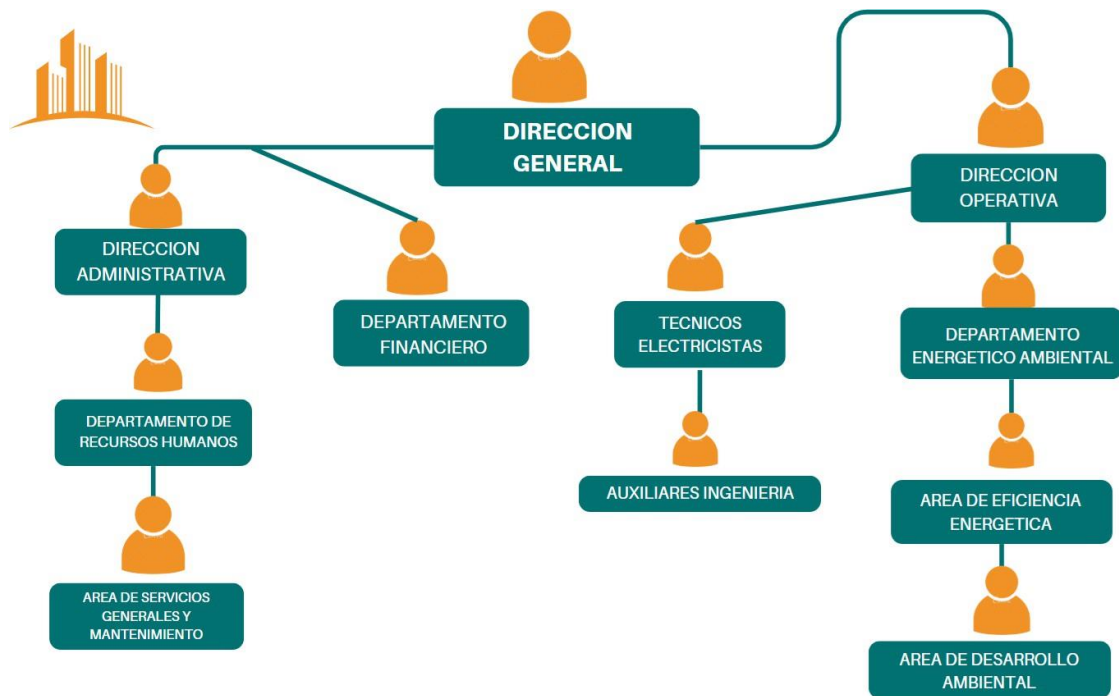 DIRECCION
GENERAL
DIRECCION
OPERATIVA
DIRECCION
ADMINISTRATIVA
DEPARTAMENTO
FINANCIERO
TECNICOS
ELECTRICISTAS
DEPARTAMENTO
ENERGETICO AMBIENTAL
DEPARTAMENTO DE
RECURSOS HUMANOS
AUXILIARES INGENIERIA
AREA DE EFICIENCIA
ENERGETICA
AREA DE SERVICIOS
GENERALES Y
MANTENIMIENTO
AREA DE DESARROLLO
AMBIENTAL